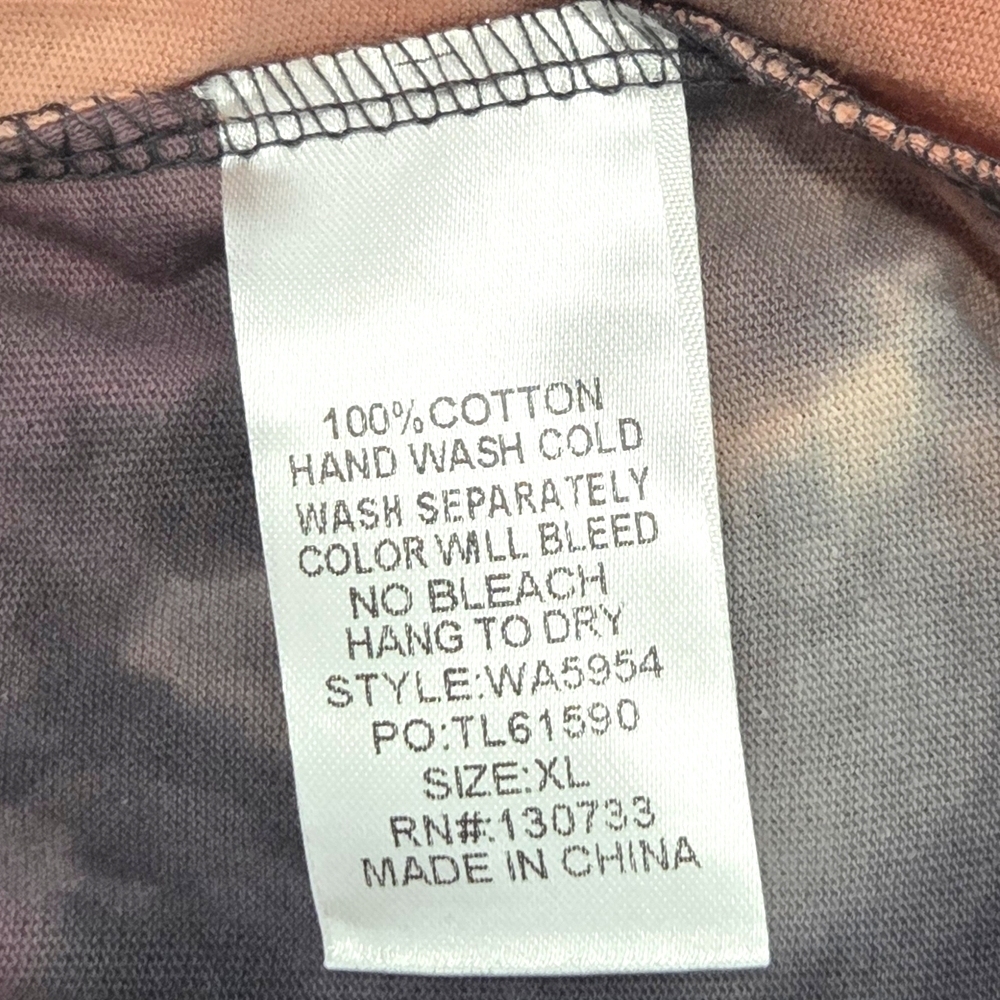 100%COTTON
HAND WASH COLD
WASH SEPARATELY
COLOR WILL BLEED
NO BLEACH
HANG TO DRY
STYLE:WA5954
PO:TL61590
SIZE:XL
RN#:130733
MADE IN CHINA